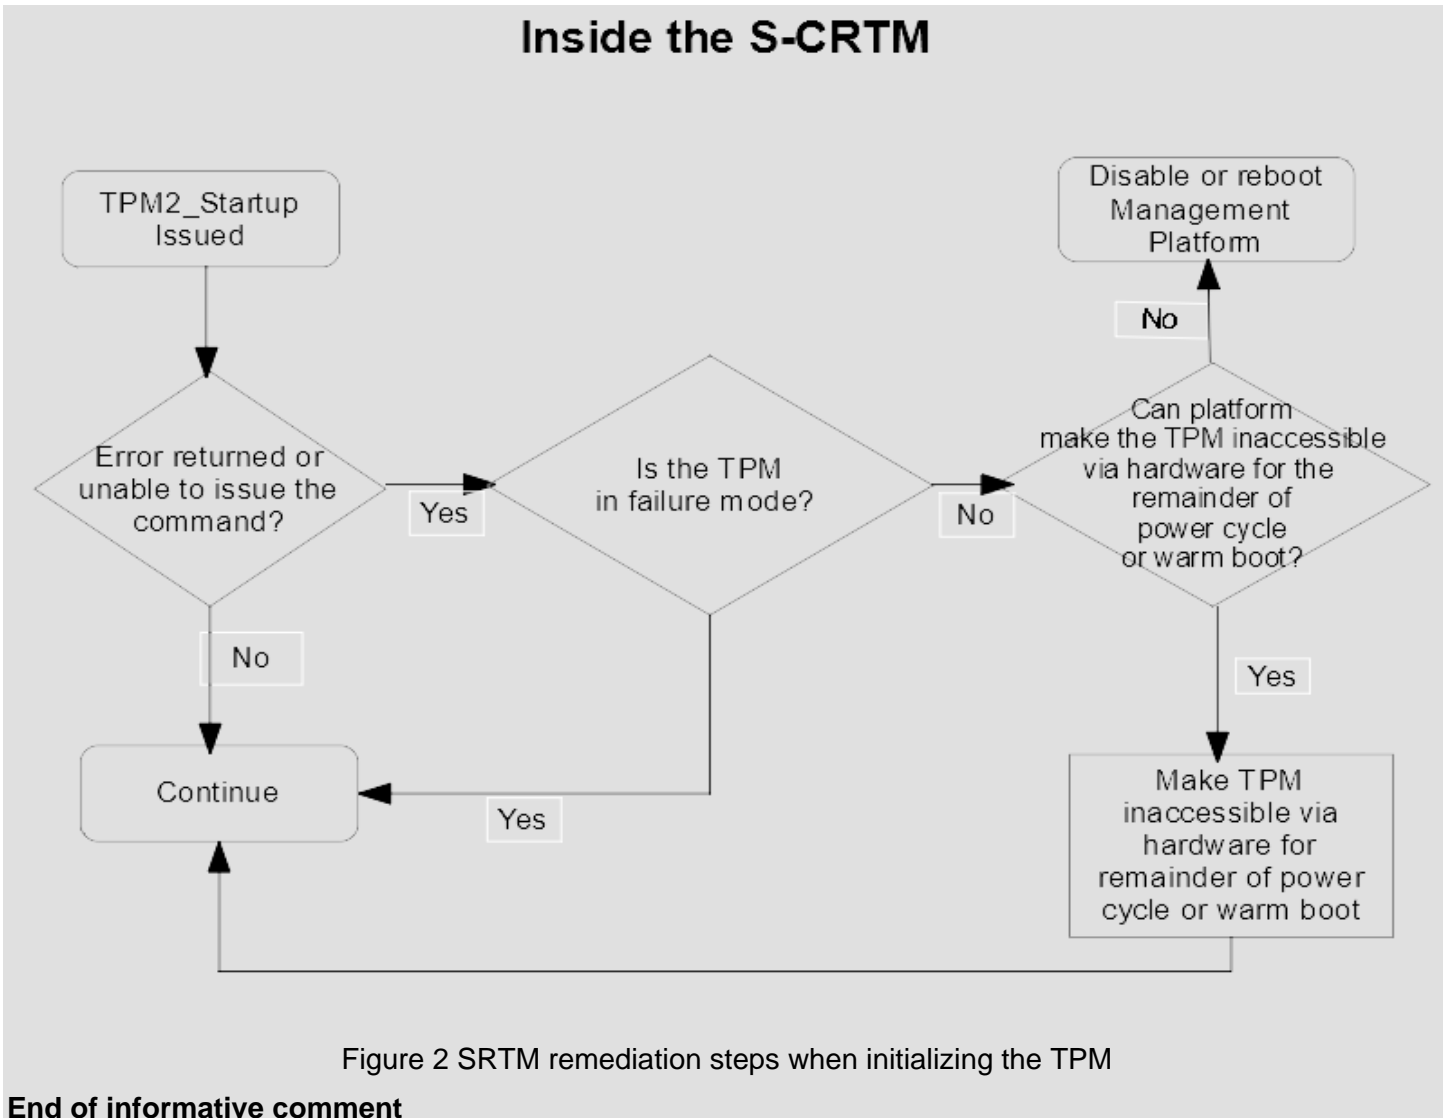 Inside the S-CRTM
TPM2_Startup
Issued
Disable or reboot
Management
Platform
No
Error returned or
unable to issue the
command?
Yes
Is the TPM
in failure mode?
No
Can platform
make the TPM inaccessible
via hardware for the
remainder of
power cycle
or warm boot?
No
Yes
Continue
Yes
Make TPM
inaccessible via
hardware for
remainder of power
cycle or warm boot
Figure 2 SRTM remediation steps when initializing the TPM
End of informative comment